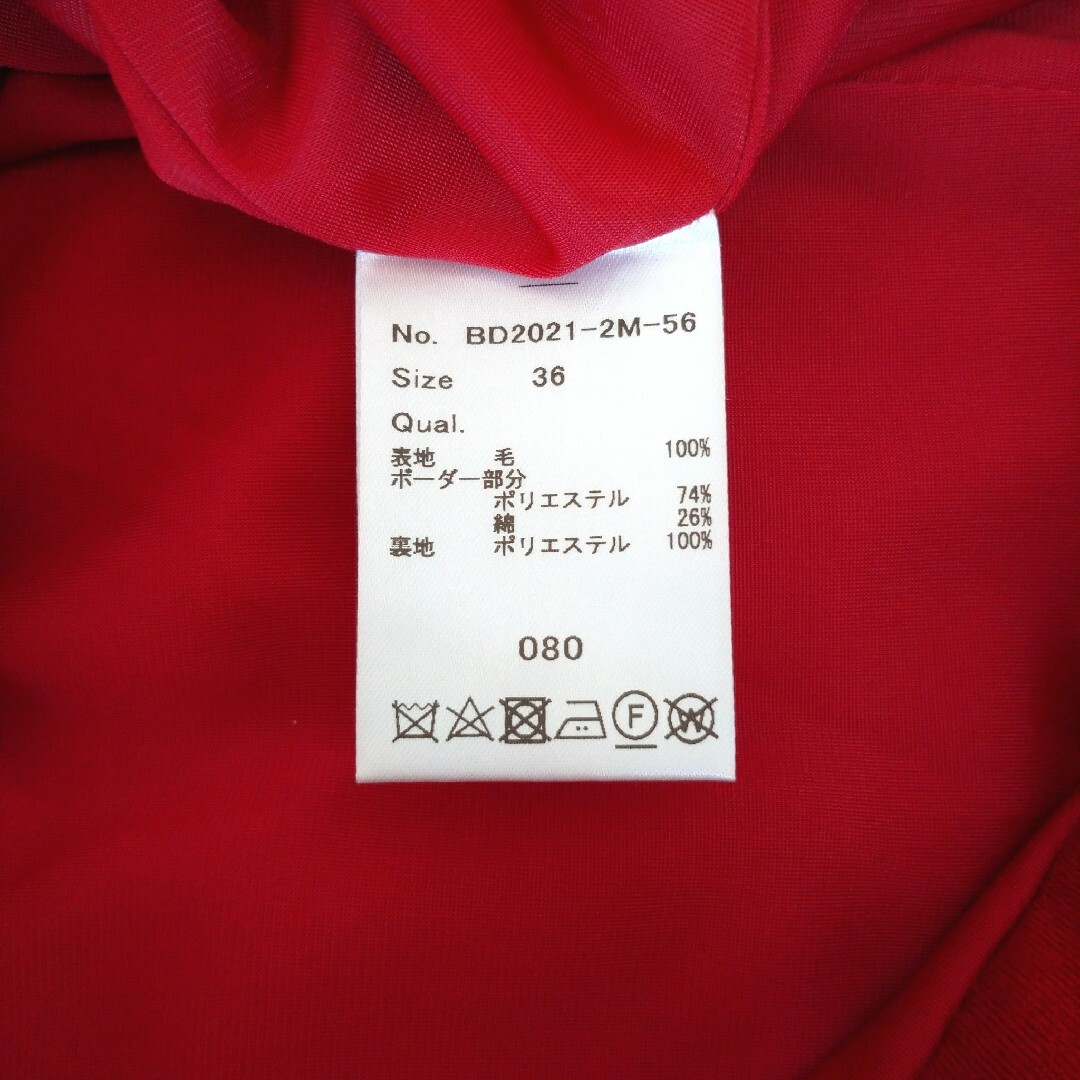 No. BD2021-2M-56
Size 36
Qual.
表地 毛 100%
ボーダー部分
ポリエステル 74%
綿 26%
裏地 ポリエステル 100%
080
F W